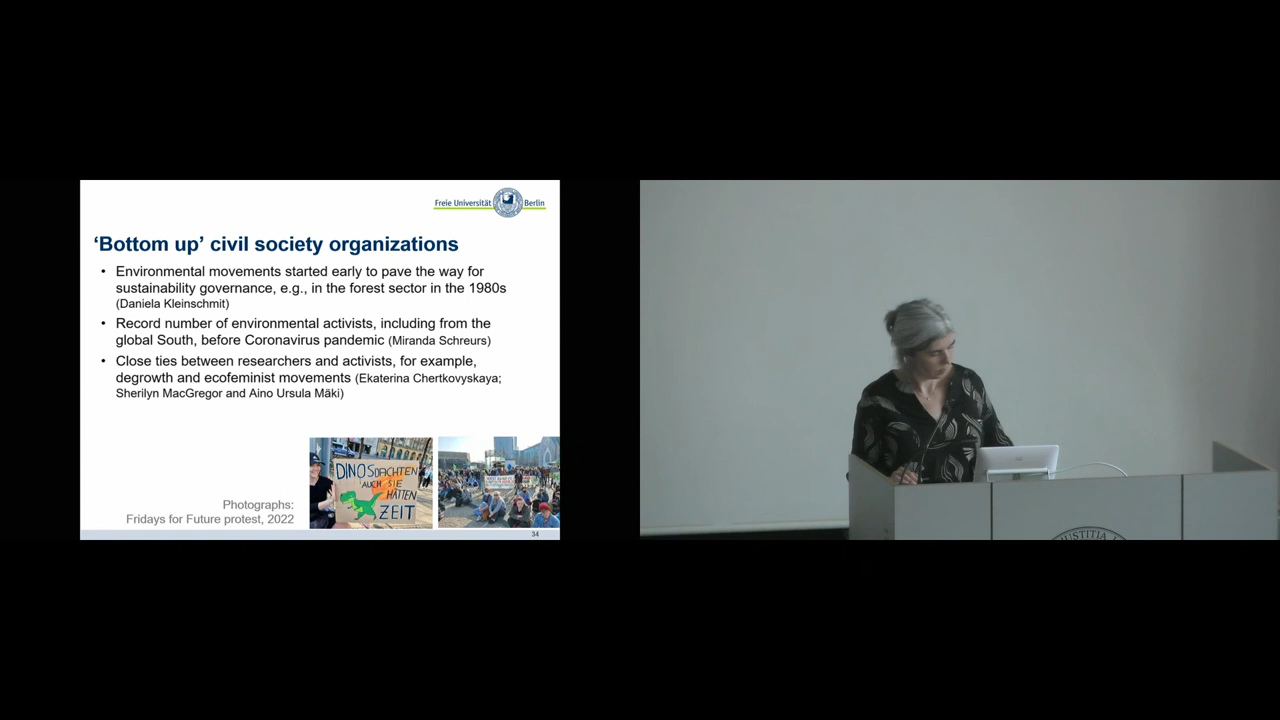 Freie Universität Berlin
‘Bottom up’ civil society organizations
• Environmental movements started early to pave the way for
sustainability governance, e.g., in the forest sector in the 1980s
(Daniela Kleinschmit)
• Record number of environmental activists, including from the
global South, before Coronavirus pandemic (Miranda Schreurs)
• Close ties between researchers and activists, for example,
degrowth and ecofeminist movements (Ekaterina Chertkovyskaya;
Sherilyn MacGregor and Aino Ursula Mäki)
DINOS DACHTEN
AUCH SIE
HÄTTEN
ZEIT
Photographs:
Fridays for Future protest, 2022
34
JUSTITIA